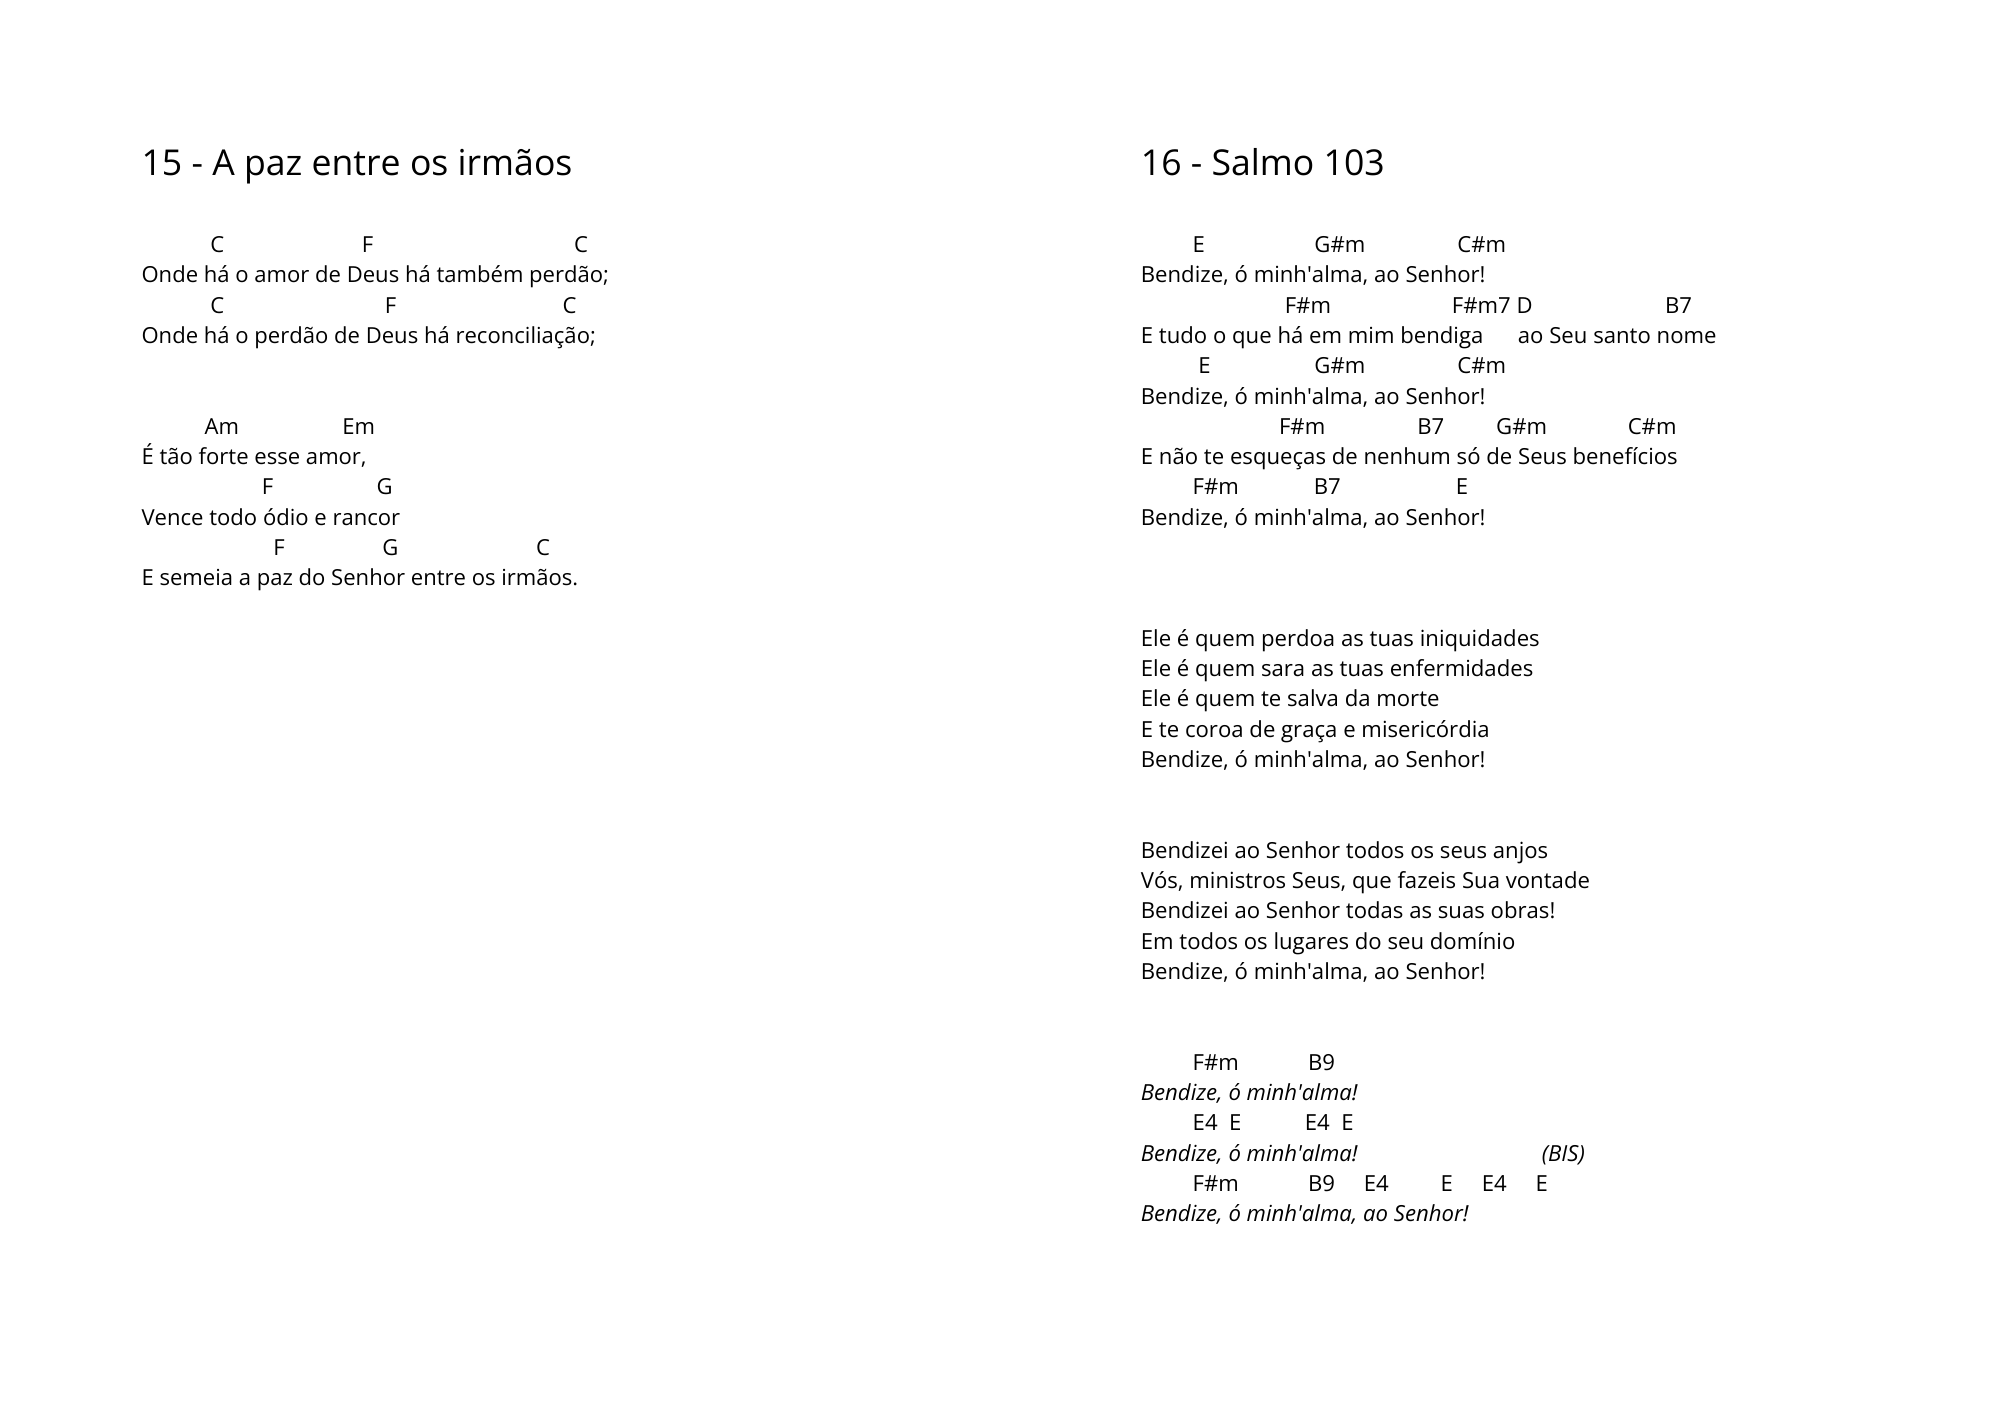 15 - A paz entre os irmãos
C F C
Onde há o amor de Deus há também perdão;
C F C
Onde há o perdão de Deus há reconciliação;
Am Em
É tão forte esse amor,
F G
Vence todo ódio e rancor
F G C
E semeia a paz do Senhor entre os irmãos.
16 - Salmo 103
E G#m C#m
Bendize, ó minh'alma, ao Senhor!
F#m F#m7 D B7
E tudo o que há em mim bendiga ao Seu santo nome
E G#m C#m
Bendize, ó minh'alma, ao Senhor!
F#m B7 G#m C#m
E não te esqueças de nenhum só de Seus benefícios
F#m B7 E
Bendize, ó minh'alma, ao Senhor!
Ele é quem perdoa as tuas iniquidades
Ele é quem sara as tuas enfermidades
Ele é quem te salva da morte
E te coroa de graça e misericórdia
Bendize, ó minh'alma, ao Senhor!
Bendizei ao Senhor todos os seus anjos
Vós, ministros Seus, que fazeis Sua vontade
Bendizei ao Senhor todas as suas obras!
Em todos os lugares do seu domínio
Bendize, ó minh'alma, ao Senhor!
F#m B9
Bendize, ó minh'alma!
E4 E E4 E
Bendize, ó minh'alma! (BIS)
F#m B9 E4 E E4 E
Bendize, ó minh'alma, ao Senhor!